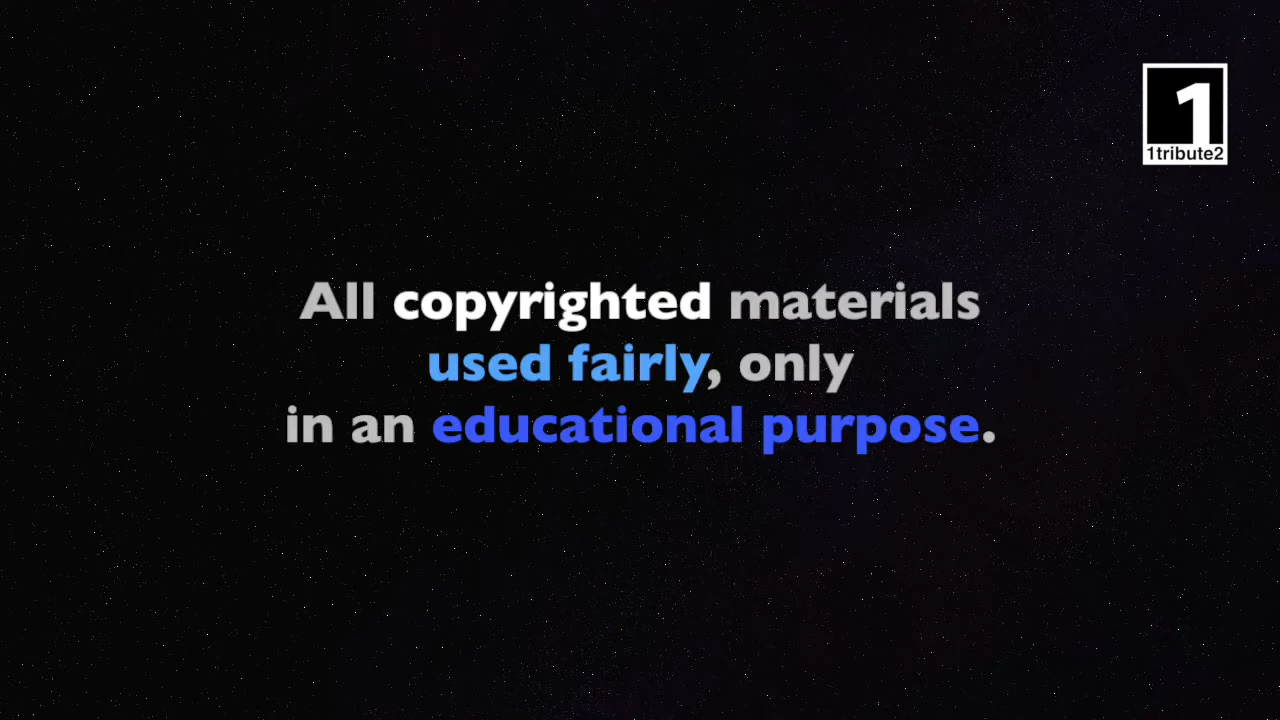 1
1tribute2
All copyrighted materials
used fairly, only
in an educational purpose.